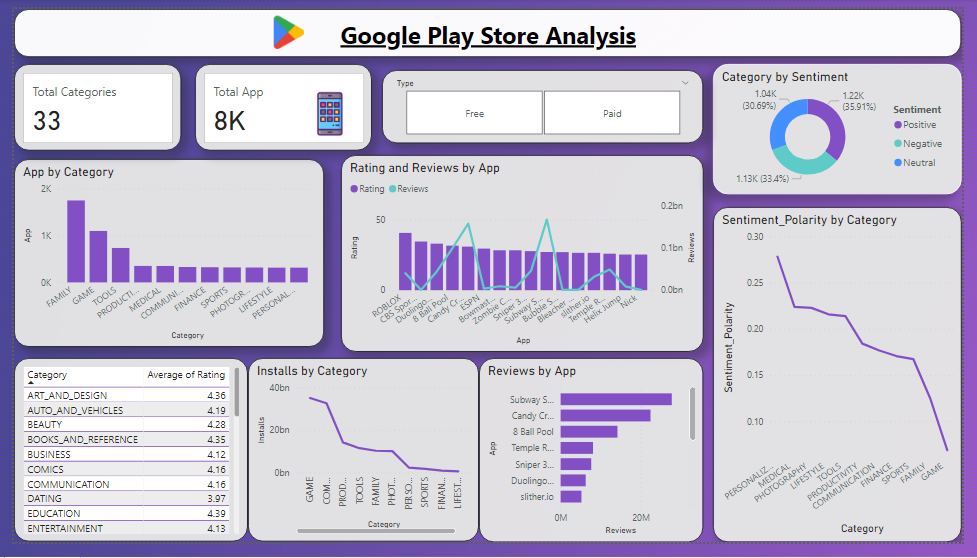 Google Play Store Analysis
Total Categories
33
Total App
8K
Type
Free
Paid
Category by Sentiment
1.04K
(30.69%)
1.22K
(35.91%)
1.13K (33.4%)
Sentiment
Positive
Negative
Neutral
App by Category
App
2K
1K
0K
FAMILY
GAME
TOOLS
PRODUCTI...
MEDICAL
COMMUNI...
FINANCE
SPORTS
PHOTOGR...
LIFESTYLE
PERSONAL...
Category
Rating and Reviews by App
Rating
Reviews
Rating
50
0
0.2bn
0.1bn
0.0bn
Reviews
ROBLOX
CBS Spor...
Duolingo...
8 Ball Pool
Candy Cr...
ESPN
Bowmast...
Zombie C...
Sniper 3...
Subway S...
Bubble S...
Bleacher ...
slither.io
Temple R...
Helix Jump
Nick
App
Sentiment_Polarity by Category
Sentiment_Polarity
0.30
0.25
0.20
0.15
0.10
PERSONALIZ...
MEDICAL
PHOTOGRAPHY
LIFESTYLE
TOOLS
PRODUCTIVITY
COMMUNICATION
FINANCE
SPORTS
FAMILY
GAME
Category
Category Average of Rating
ART_AND_DESIGN 4.36
AUTO_AND_VEHICLES 4.19
BEAUTY 4.28
BOOKS_AND_REFERENCE 4.35
BUSINESS 4.12
COMICS 4.16
COMMUNICATION 4.16
DATING 3.97
EDUCATION 4.39
ENTERTAINMENT 4.13
Installs by Category
Installs
40bn
20bn
0bn
GAME
COM...
PROD...
TOOLS
FAMILY
PHOT...
PERSO...
SPORTS
FINAN...
LIFEST...
Category
Reviews by App
App
Subway S...
Candy Cr...
8 Ball Pool
Temple R...
Sniper 3...
Duolingo...
slither.io
0M
20M
Reviews